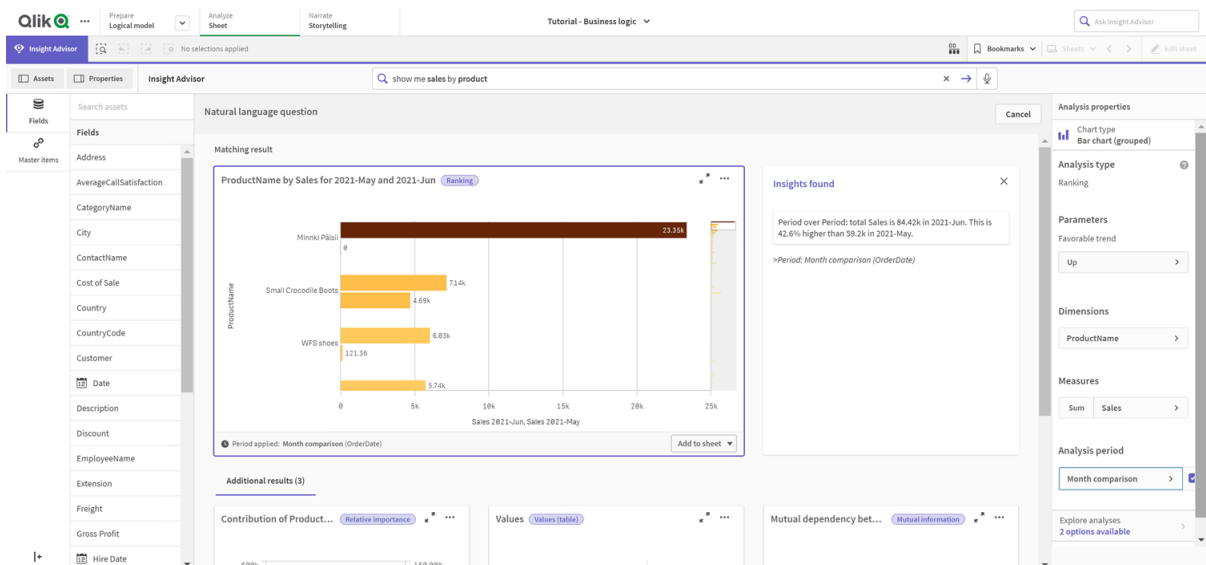 Qlik
...
Prepare
Logical model
Analyze
Sheet
Narrate
Storytelling
Tutorial - Business logic
Ask Insight Advisor
Insight Advisor
No selections applied
Bookmarks
Sheets
Edit sheet
Assets
Properties
Insight Advisor
show me sales by product
Fields
Master items
Search assets
Fields
Address
AverageCallSatisfaction
CategoryName
City
ContactName
Cost of Sale
Country
CountryCode
Customer
Date
Description
Discount
EmployeeName
Extension
Freight
Gross Profit
Hire Date
Natural language question
Cancel
Matching result
ProductName by Sales for 2021-May and 2021-Jun Ranking
...
ProductName
Minnki Pälsii
23.35k
0
Small Crocodile Boots
7.14k
4.69k
WFS shoes
6.03k
121.36
5.74k
0 5k 10k 15k 20k 25k
Sales 2021-Jun, Sales 2021-May
Period applied: Month comparison (OrderDate)
Add to sheet
Insights found
Period over Period: total Sales is 84.42k in 2021-Jun. This is
42.6% higher than 59.2k in 2021-May.
>Period: Month comparison (OrderDate)
Additional results (3)
Contribution of Product... Relative importance ...
Values Values (table) ...
Mutual dependency bet... Mutual information ...
Analysis properties
Chart type
Bar chart (grouped)
Analysis type
Ranking
Parameters
Favorable trend
Up
Dimensions
ProductName
Measures
Sum Sales
Analysis period
Month comparison
Explore analyses
2 options available